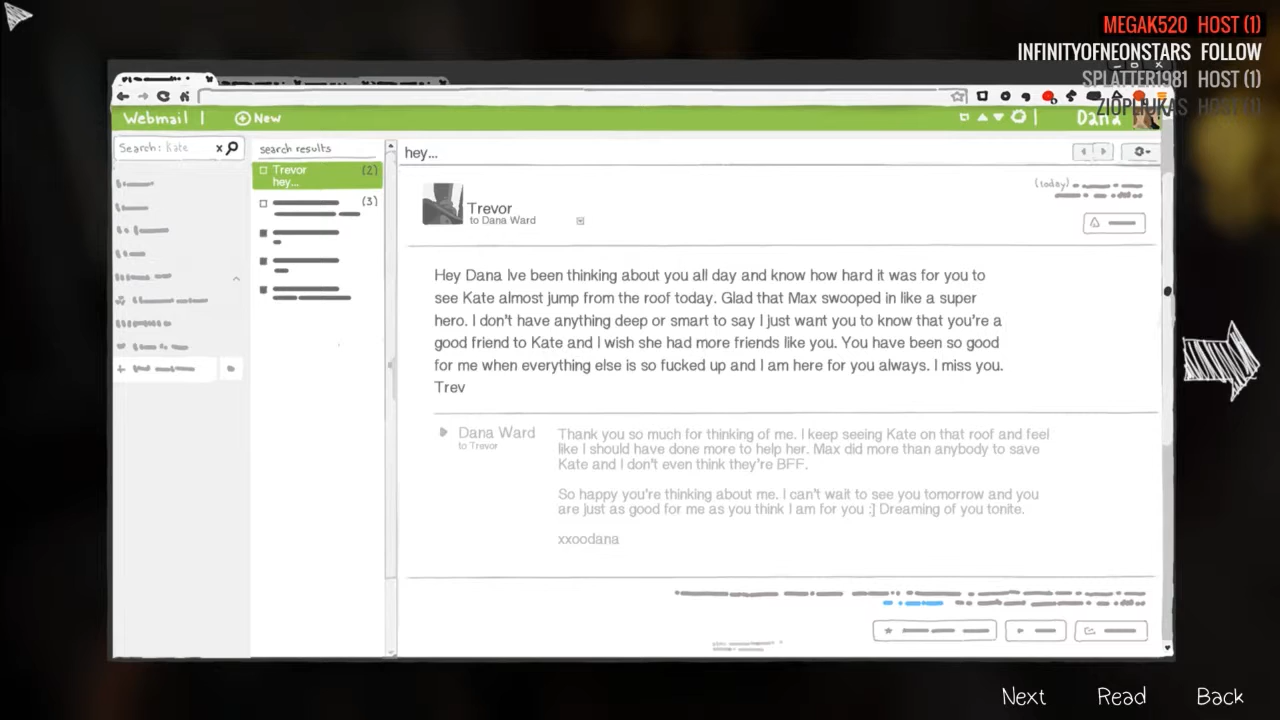 MEGAK520 HOST (1)
INFINITYOFNEONSTARS FOLLOW
SPLATTER1981 HOST (1)
ZIOPLIUKAS HOST (1)
Webmail |
New
Dana
Search: Kate x
search results
Trevor (2)
hey...
(3)
hey...
Trevor
to Dana Ward
(today)
Hey Dana Ive been thinking about you all day and know how hard it was for you to
see Kate almost jump from the roof today. Glad that Max swooped in like a super
hero. I don't have anything deep or smart to say I just want you to know that you're a
good friend to Kate and I wish she had more friends like you. You have been so good
for me when everything else is so fucked up and I am here for you always. I miss you.
Trev
Dana Ward
to Trevor
Thank you so much for thinking of me. I keep seeing Kate on that roof and feel
like I should have done more to help her. Max did more than anybody to save
Kate and I don't even think they're BFF.
So happy you're thinking about me. I can't wait to see you tomorrow and you
are just as good for me as you think I am for you :] Dreaming of you tonite.
xxoodana
Next Read Back